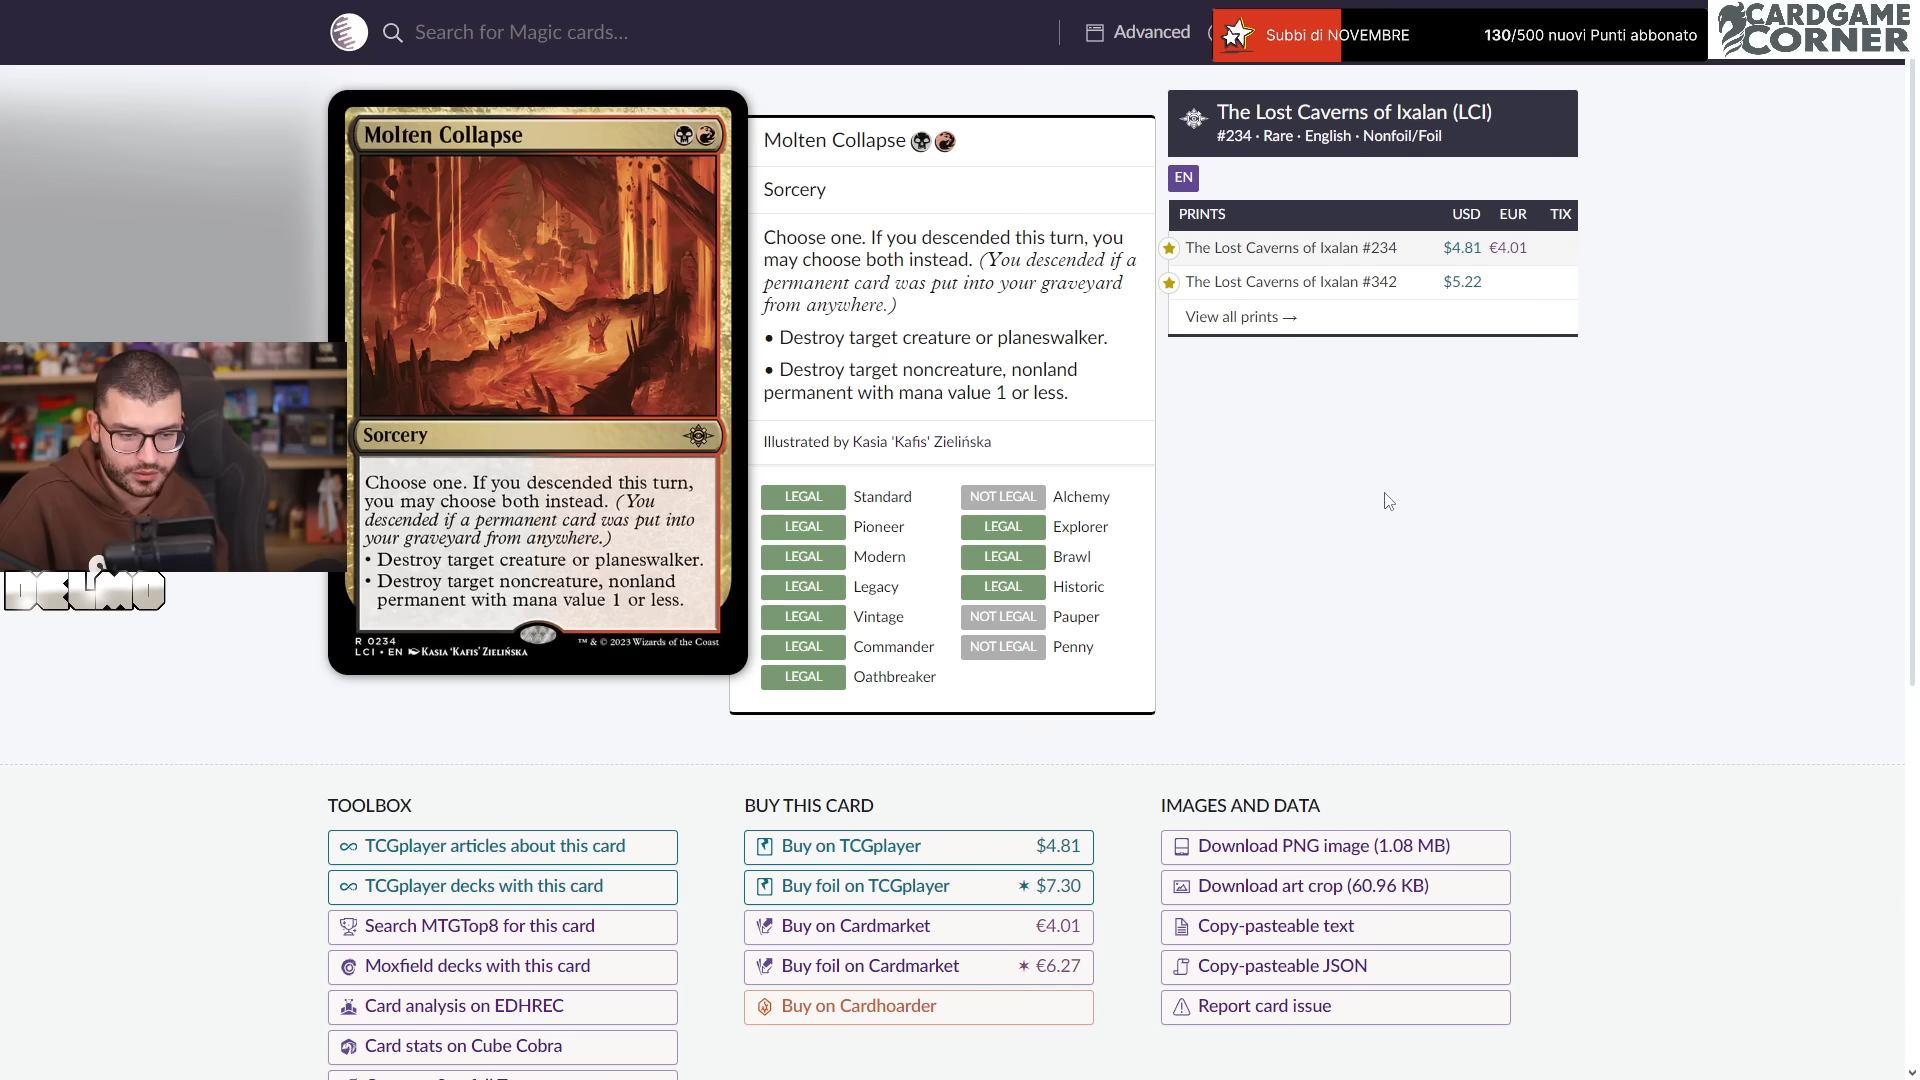 Search for Magic cards...
Advanced
Subbi di NOVEMBRE
130/500 nuovi Punti abbonato
CARDGAME
CORNER
Molten Collapse
Sorcery
Choose one. If you descended this turn,
you may choose both instead. (You
descended if a permanent card was put into
your graveyard from anywhere.)
• Destroy target creature or planeswalker.
• Destroy target noncreature, nonland
permanent with mana value 1 or less.
R 0234
LCI • EN KASIA 'KAFIS' ZIELIŃSKA
™ & © 2023 Wizards of the Coast
DELMO
Molten Collapse
Sorcery
Choose one. If you descended this turn, you
may choose both instead. (You descended if a
permanent card was put into your graveyard
from anywhere.)
• Destroy target creature or planeswalker.
• Destroy target noncreature, nonland
permanent with mana value 1 or less.
Illustrated by Kasia 'Kafis' Zielińska
LEGAL Standard NOT LEGAL Alchemy
LEGAL Pioneer LEGAL Explorer
LEGAL Modern LEGAL Brawl
LEGAL Legacy LEGAL Historic
LEGAL Vintage NOT LEGAL Pauper
LEGAL Commander NOT LEGAL Penny
LEGAL Oathbreaker
The Lost Caverns of Ixalan (LCI)
#234 · Rare · English · Nonfoil/Foil
EN
PRINTS USD EUR TIX
The Lost Caverns of Ixalan #234 $4.81 €4.01
The Lost Caverns of Ixalan #342 $5.22
View all prints →
TOOLBOX
TCGplayer articles about this card
TCGplayer decks with this card
Search MTGTop8 for this card
Moxfield decks with this card
Card analysis on EDHREC
Card stats on Cube Cobra
BUY THIS CARD
Buy on TCGplayer $4.81
Buy foil on TCGplayer ✶ $7.30
Buy on Cardmarket €4.01
Buy foil on Cardmarket ✶ €6.27
Buy on Cardhoarder
IMAGES AND DATA
Download PNG image (1.08 MB)
Download art crop (60.96 KB)
Copy-pasteable text
Copy-pasteable JSON
Report card issue